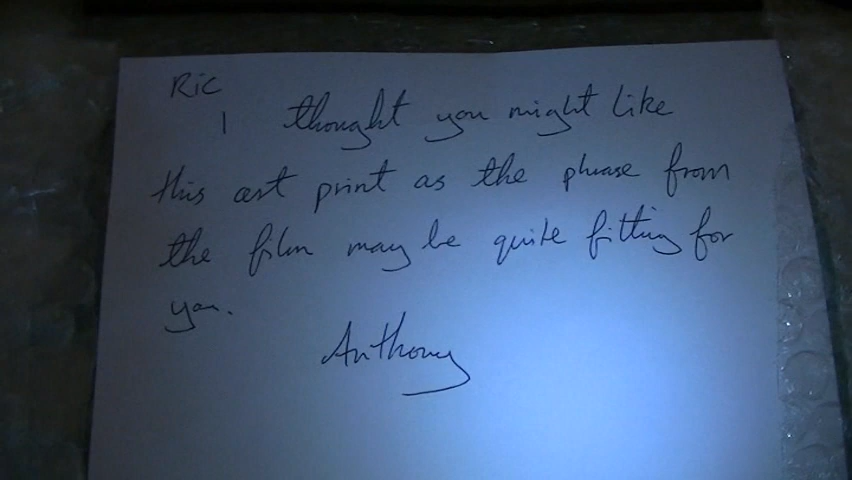 Ric
I thought you might like
this art print as the phrase from
the film may be quite fitting for
you.
Anthony